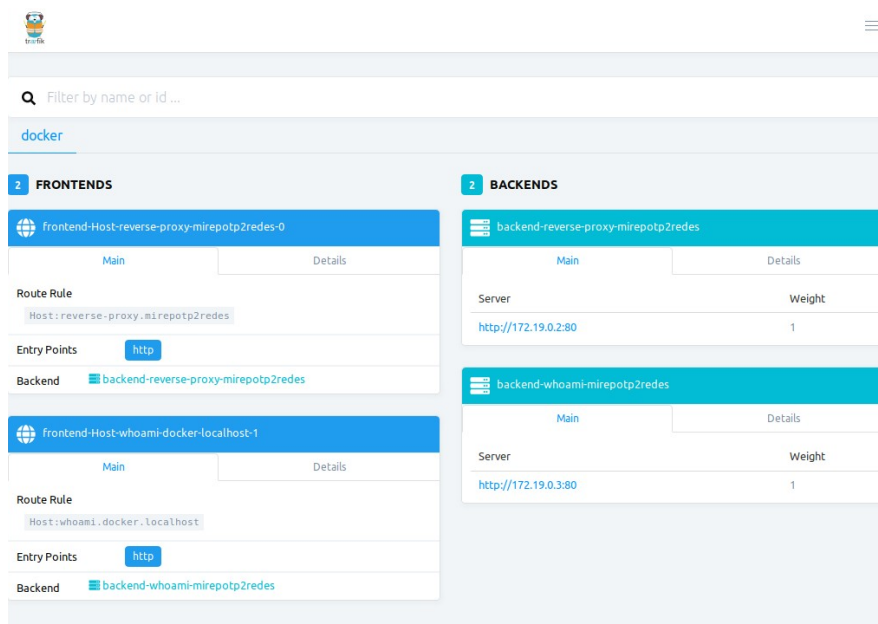 træfik
Filter by name or id ...
docker
2 FRONTENDS
frontend-Host-reverse-proxy-mirepotp2redes-0
Main Details
Route Rule
Host:reverse-proxy.mirepotp2redes
Entry Points http
Backend backend-reverse-proxy-mirepotp2redes
frontend-Host-whoami-docker-localhost-1
Main Details
Route Rule
Host:whoami.docker.localhost
Entry Points http
Backend backend-whoami-mirepotp2redes
2 BACKENDS
backend-reverse-proxy-mirepotp2redes
Main Details
Server Weight
http://172.19.0.2:80 1
backend-whoami-mirepotp2redes
Main Details
Server Weight
http://172.19.0.3:80 1